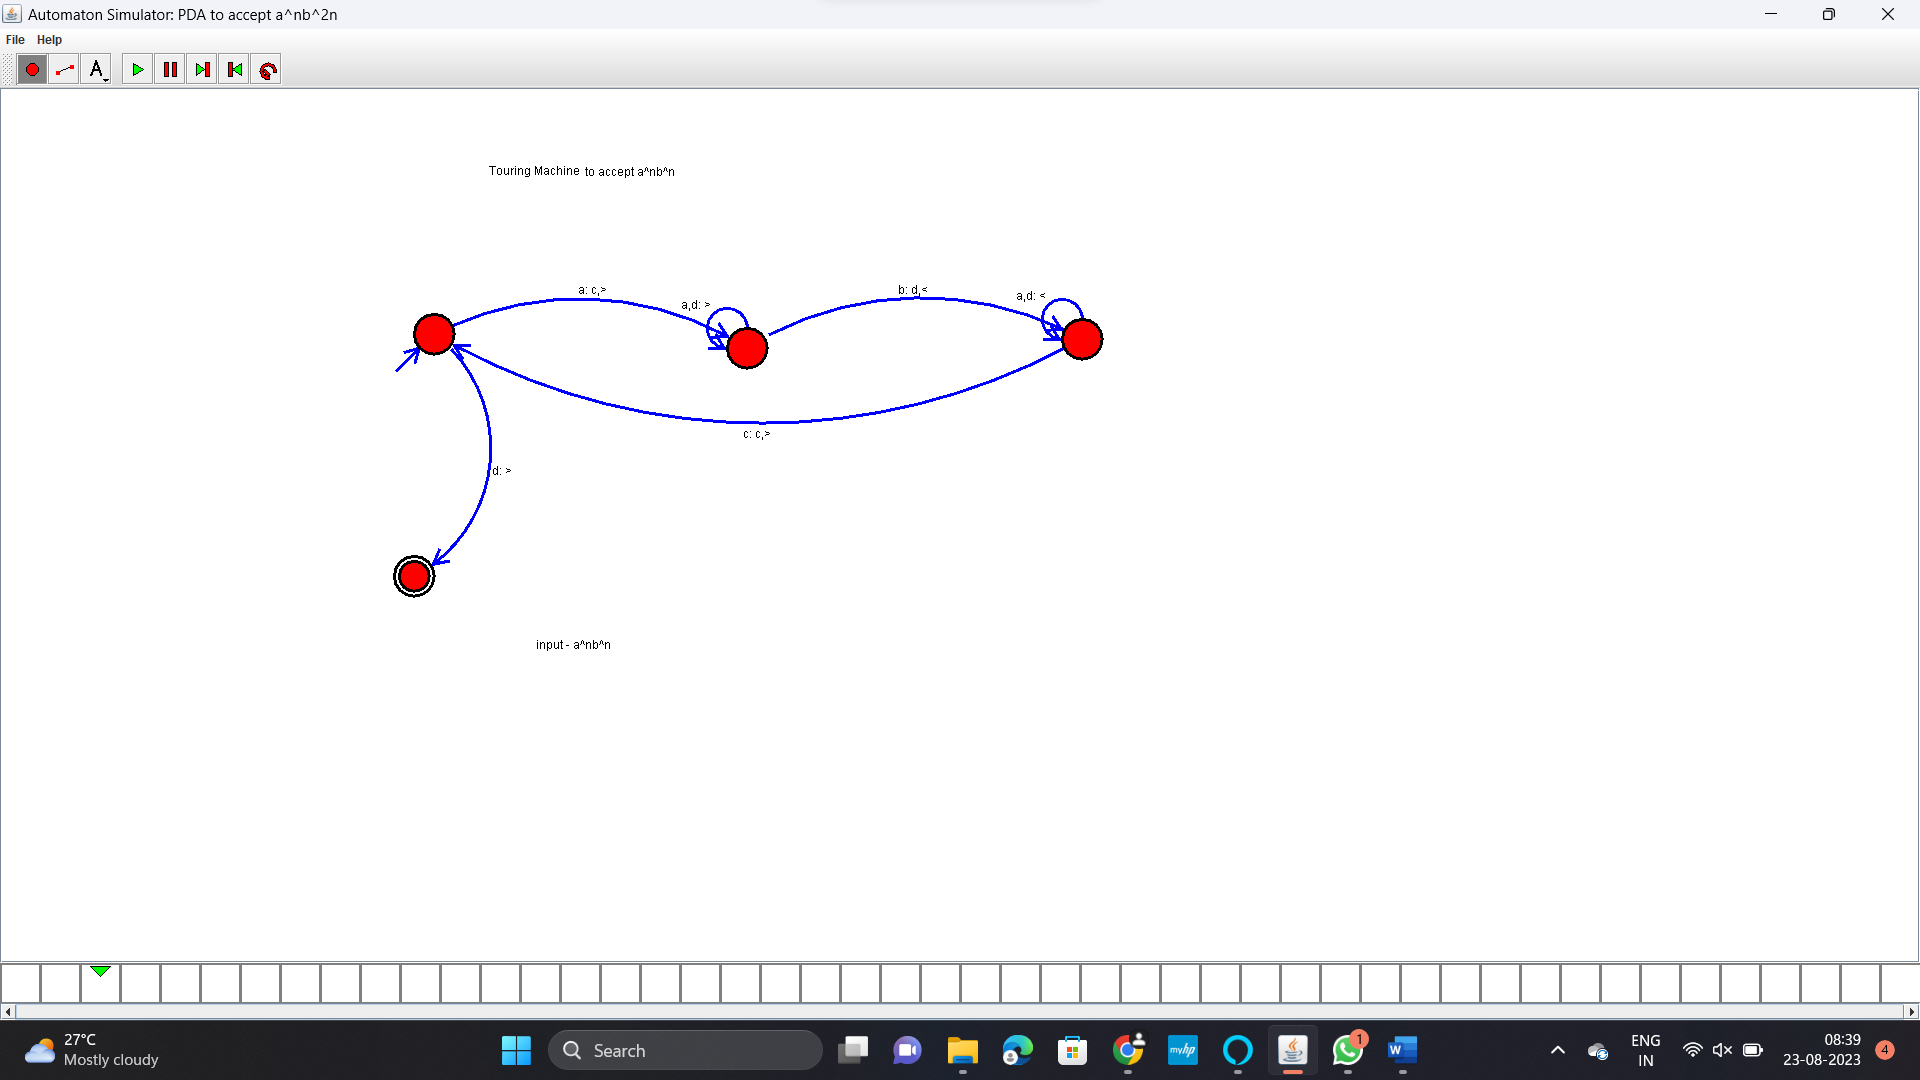 Automaton Simulator: PDA to accept a^nb^2n
File Help
A
Touring Machine to accept a^nb^n
a: c,>
a,d: >
b: d,<
a,d: <
c: c,>
d: >
input - a^nb^n
27°C
Mostly cloudy
Search
myhp
1
W
ENG
IN
08:39
23-08-2023
4